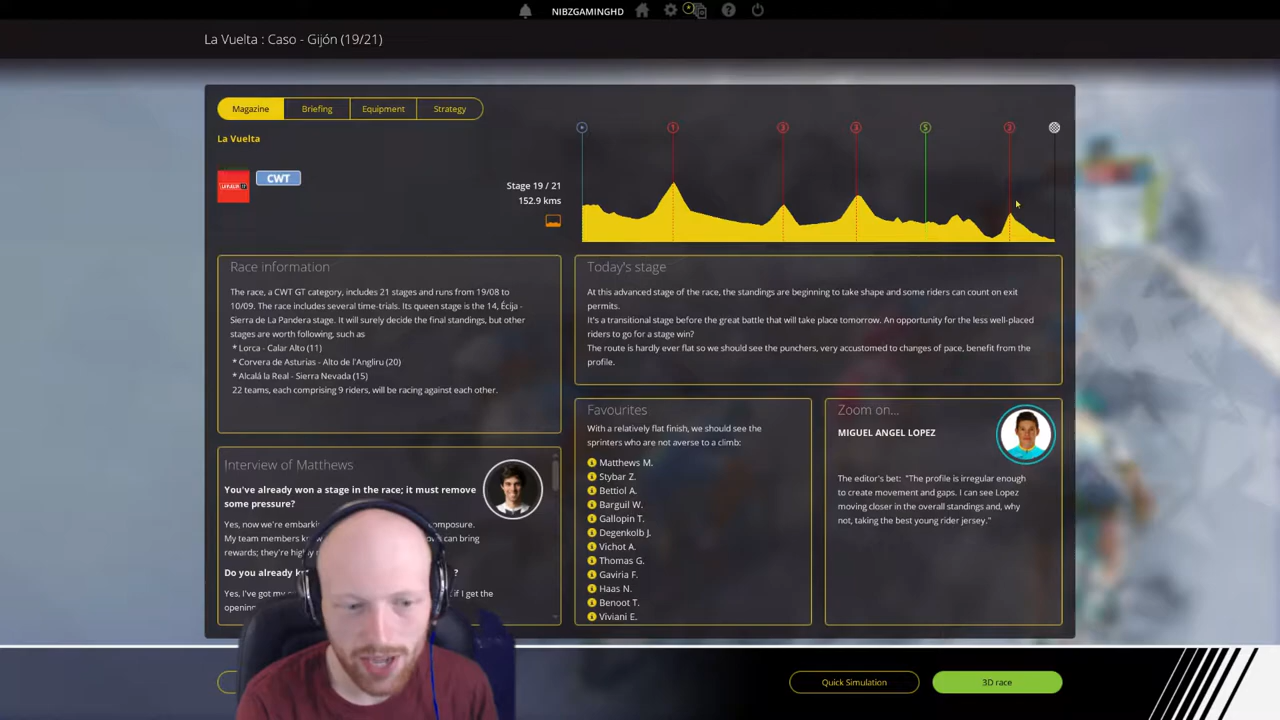 NIBZGAMINGHD
La Vuelta : Caso - Gijón (19/21)
Magazine
Briefing
Equipment
Strategy
La Vuelta
CWT
Stage 19 / 21
152.9 kms
1
3
3
S
2
Race information
The race, a CWT GT category, includes 21 stages and runs from 19/08 to
10/09. The race includes several time-trials. Its queen stage is the 14, Écija -
Sierra de La Pandera stage. It will surely decide the final standings, but other
stages are worth following, such as
* Lorca - Calar Alto (11)
* Corvera de Asturias - Alto de l'Angliru (20)
* Alcalá la Real - Sierra Nevada (15)
22 teams, each comprising 9 riders, will be racing against each other.
Today's stage
At this advanced stage of the race, the standings are beginning to take shape and some riders can count on exit
permits.
It's a transitional stage before the great battle that will take place tomorrow. An opportunity for the less well-placed
riders to go for a stage win?
The route is hardly ever flat so we should see the punchers, very accustomed to changes of pace, benefit from the
profile.
Interview of Matthews
You've already won a stage in the race; it must remove
some pressure?
Yes, now we're embarki
composure.
My team members k
can bring
rewards; they're highl
Do you already k
?
Yes, I've got my
if I get the
openin
Favourites
With a relatively flat finish, we should see the
sprinters who are not averse to a climb:
Matthews M.
Stybar Z.
Bettiol A.
Barguil W.
Gallopin T.
Degenkolb J.
Vichot A.
Thomas G.
Gaviria F.
Haas N.
Benoot T.
Viviani E.
Zoom on...
MIGUEL ANGEL LOPEZ
The editor's bet: "The profile is irregular enough
to create movement and gaps. I can see Lopez
moving closer in the overall standings and, why
not, taking the best young rider jersey."
Quick Simulation
3D race